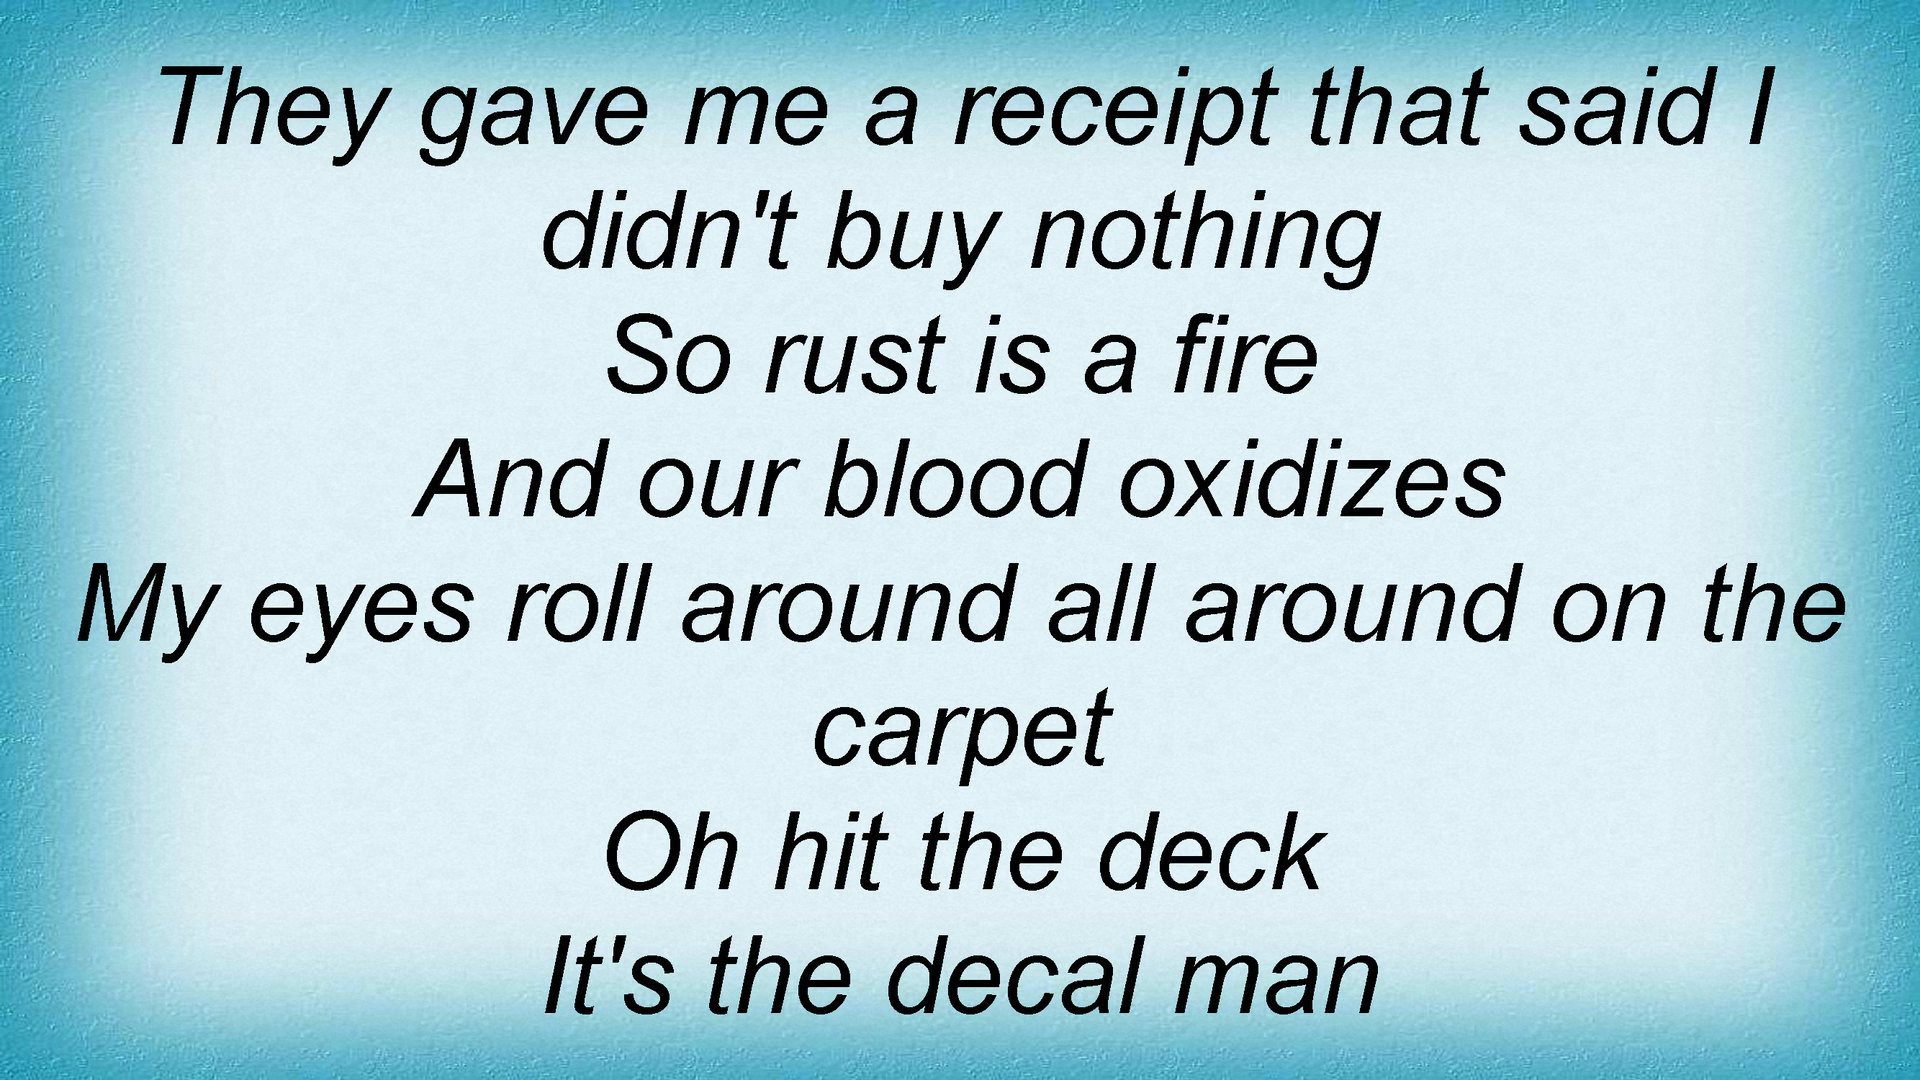 They gave me a receipt that said I
didn't buy nothing
So rust is a fire
And our blood oxidizes
My eyes roll around all around on the
carpet
Oh hit the deck
It's the decal man